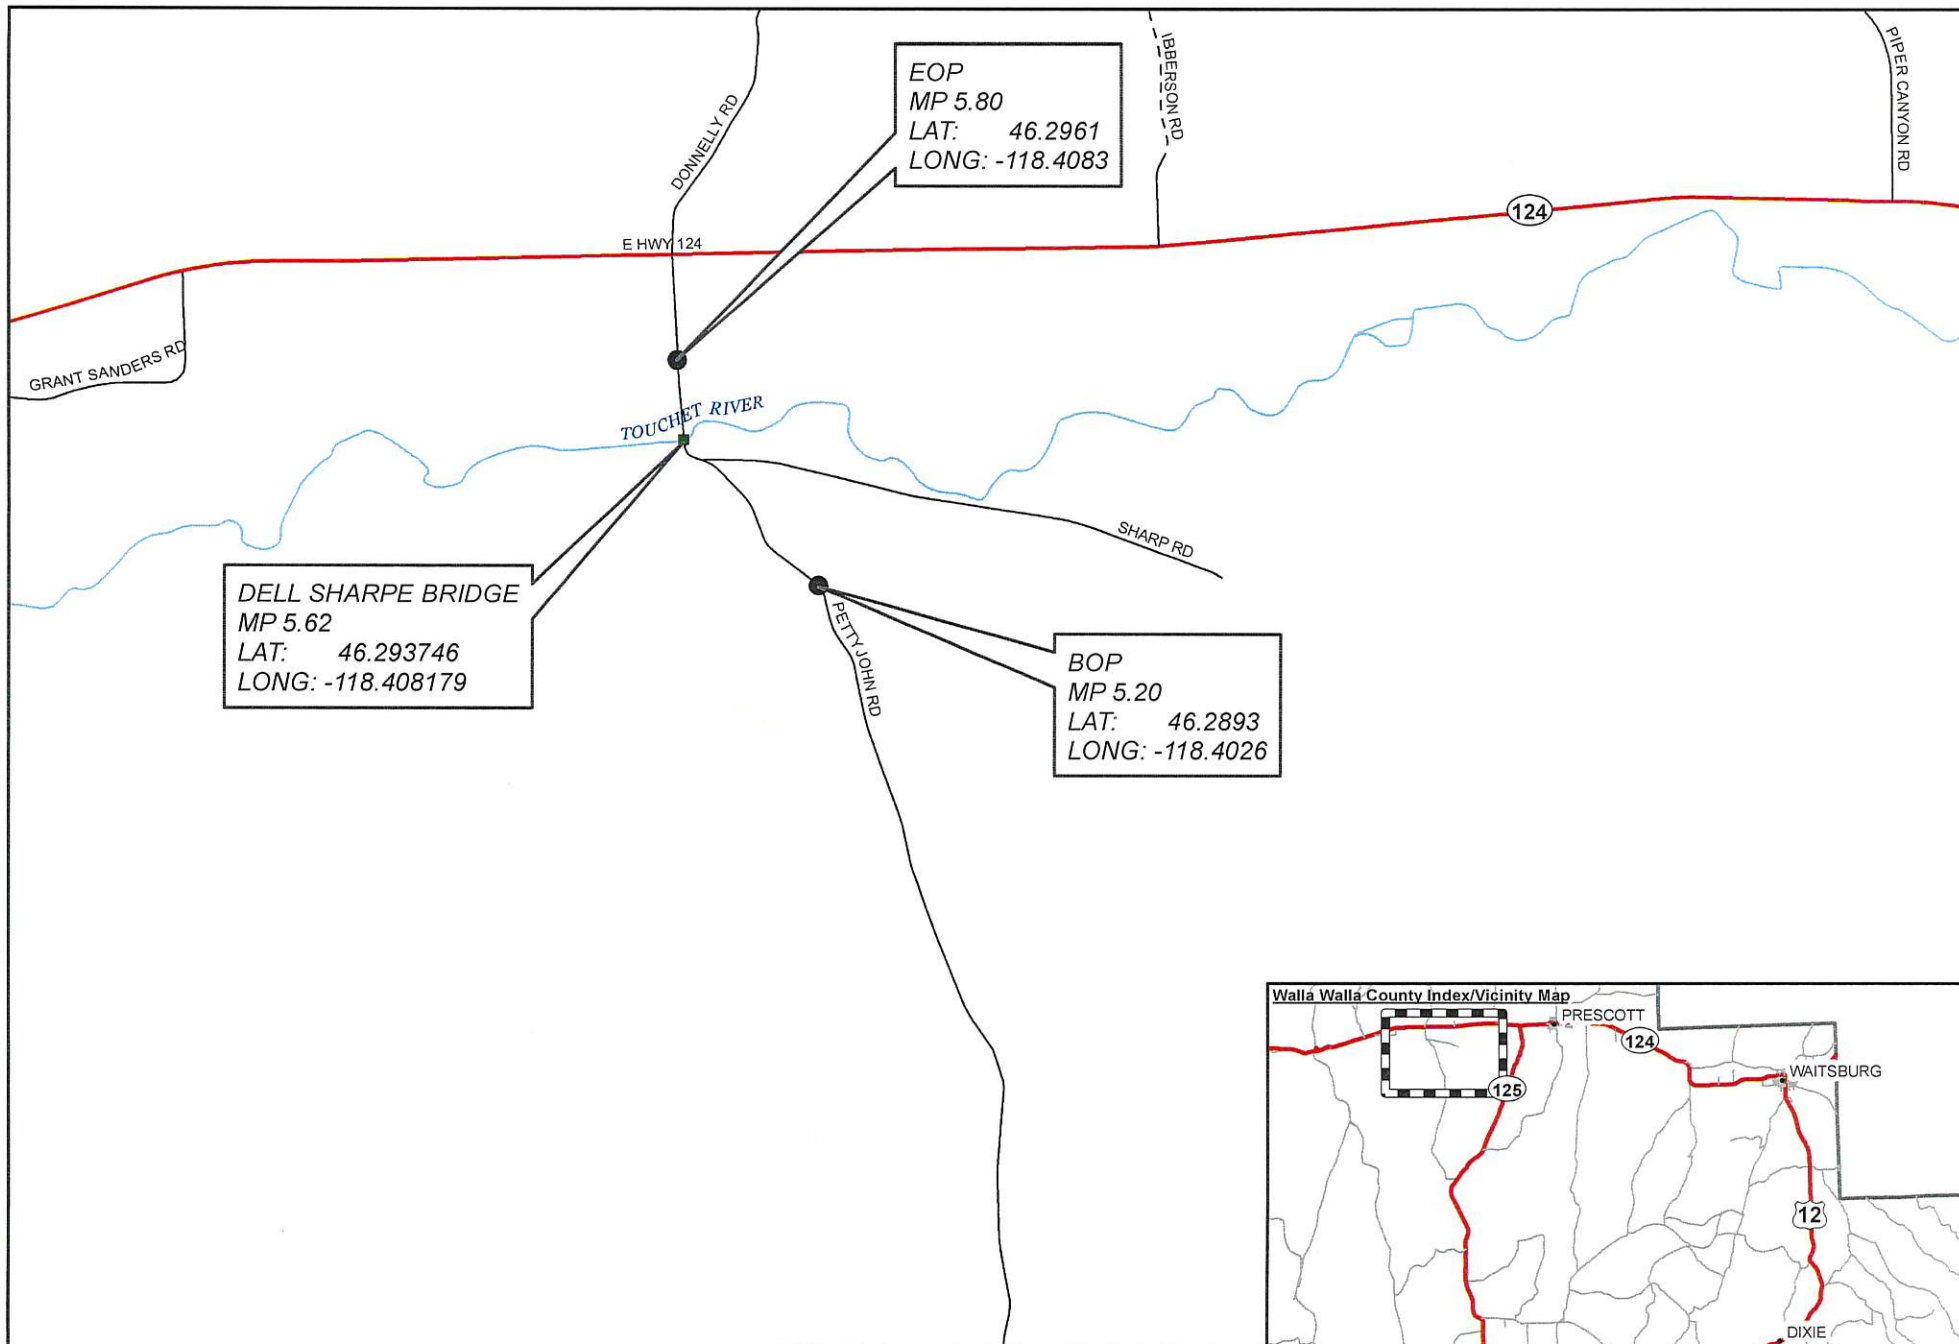 EOP
MP 5.80
LAT: 46.2961
LONG: -118.4083
DONNELLY RD
IBBERSON RD
PIPER CANYON RD
124
E HWY 124
GRANT SANDERS RD
TOUCHET RIVER
SHARP RD
DELL SHARPE BRIDGE
MP 5.62
LAT: 46.293746
LONG: -118.408179
PETTYJOHN RD
BOP
MP 5.20
LAT: 46.2893
LONG: -118.4026
Walla Walla County Index/Vicinity Map
PRESCOTT
124
WAITSBURG
125
12
DIXIE